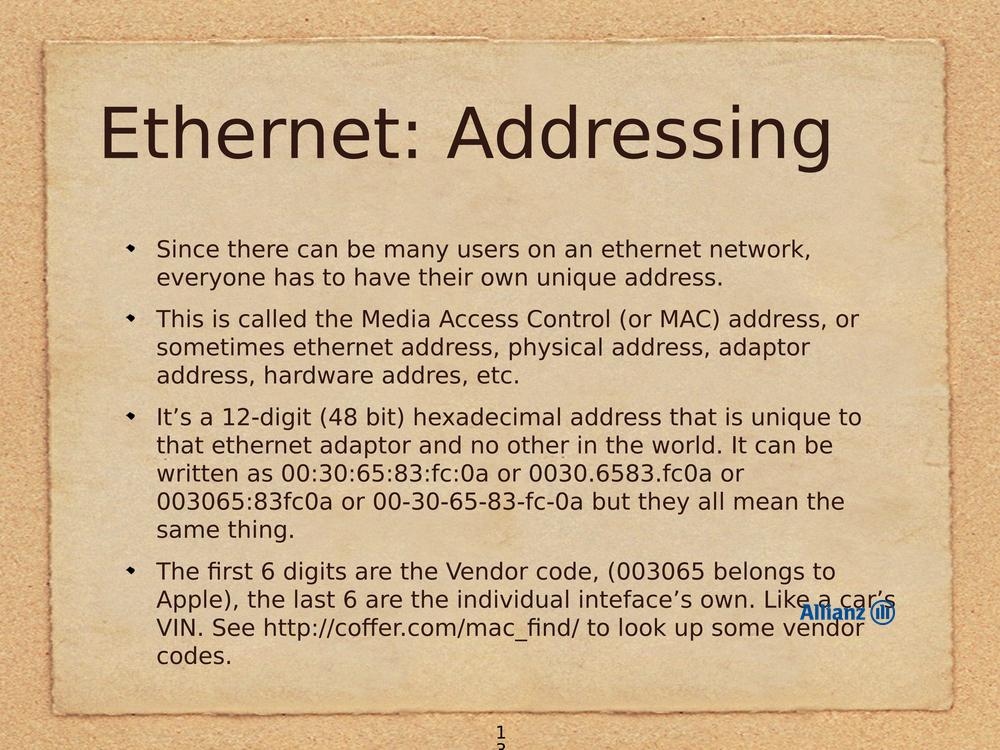 Ethernet: Addressing
Since there can be many users on an ethernet network,
everyone has to have their own unique address.
This is called the Media Access Control (or MAC) address, or
sometimes ethernet address, physical address, adaptor
address, hardware addres, etc.
It’s a 12-digit (48 bit) hexadecimal address that is unique to
that ethernet adaptor and no other in the world. It can be
written as 00:30:65:83:fc:0a or 0030.6583.fc0a or
003065:83fc0a or 00-30-65-83-fc-0a but they all mean the
same thing.
The first 6 digits are the Vendor code, (003065 belongs to
Apple), the last 6 are the individual inteface’s own. Like a car’s
VIN. See http://coffer.com/mac_find/ to look up some vendor
codes.
Allianz
1